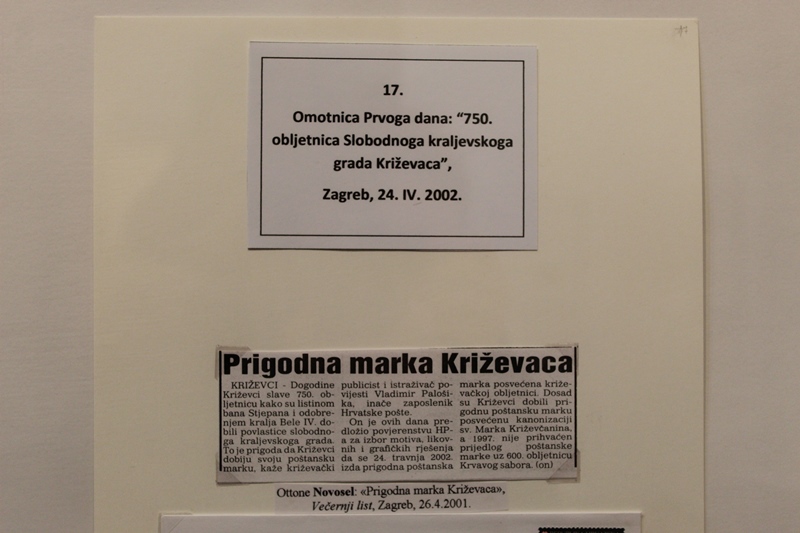 17.
Omotnica Prvoga dana: “750.
obljetnica Slobodnoga kraljevskoga
grada Križevaca”,
Zagreb, 24. IV. 2002.
Prigodna marka Križevaca
KRIŽEVCI - Dogodine
Križevci slave 750. ob-
ljetnicu kako su listinom
bana Stjepana i odobre-
njem kralja Bele IV. do-
bili povlastice slobodno-
ga kraljevskoga grada.
To je prigoda da Križevci
dobiju svoju poštansku
marku, kaže križevački
publicist i istraživač po-
vijesti Vladimir Paloši-
ka, inače zaposlenik
Hrvatske pošte.
On je ovih dana pre-
dložio povjerenstvu HP-
a za izbor motiva, likov-
nih i grafičkih rješenja
da se 24. travnja 2002.
izda prigodna poštanska
marka posvećena križe-
vačkoj obljetnici. Dosad
su Križevci dobili pri-
godnu poštansku marku
posvećenu kanonizaciji
sv. Marka Križevčanina,
a 1997. nije prihvaćen
prijedlog poštanske
marke uz 600. obljetnicu
Krvavog sabora. (on)
Ottone Novosel: «Prigodna marka Križevaca»,
Večernji list, Zagreb, 26.4.2001.